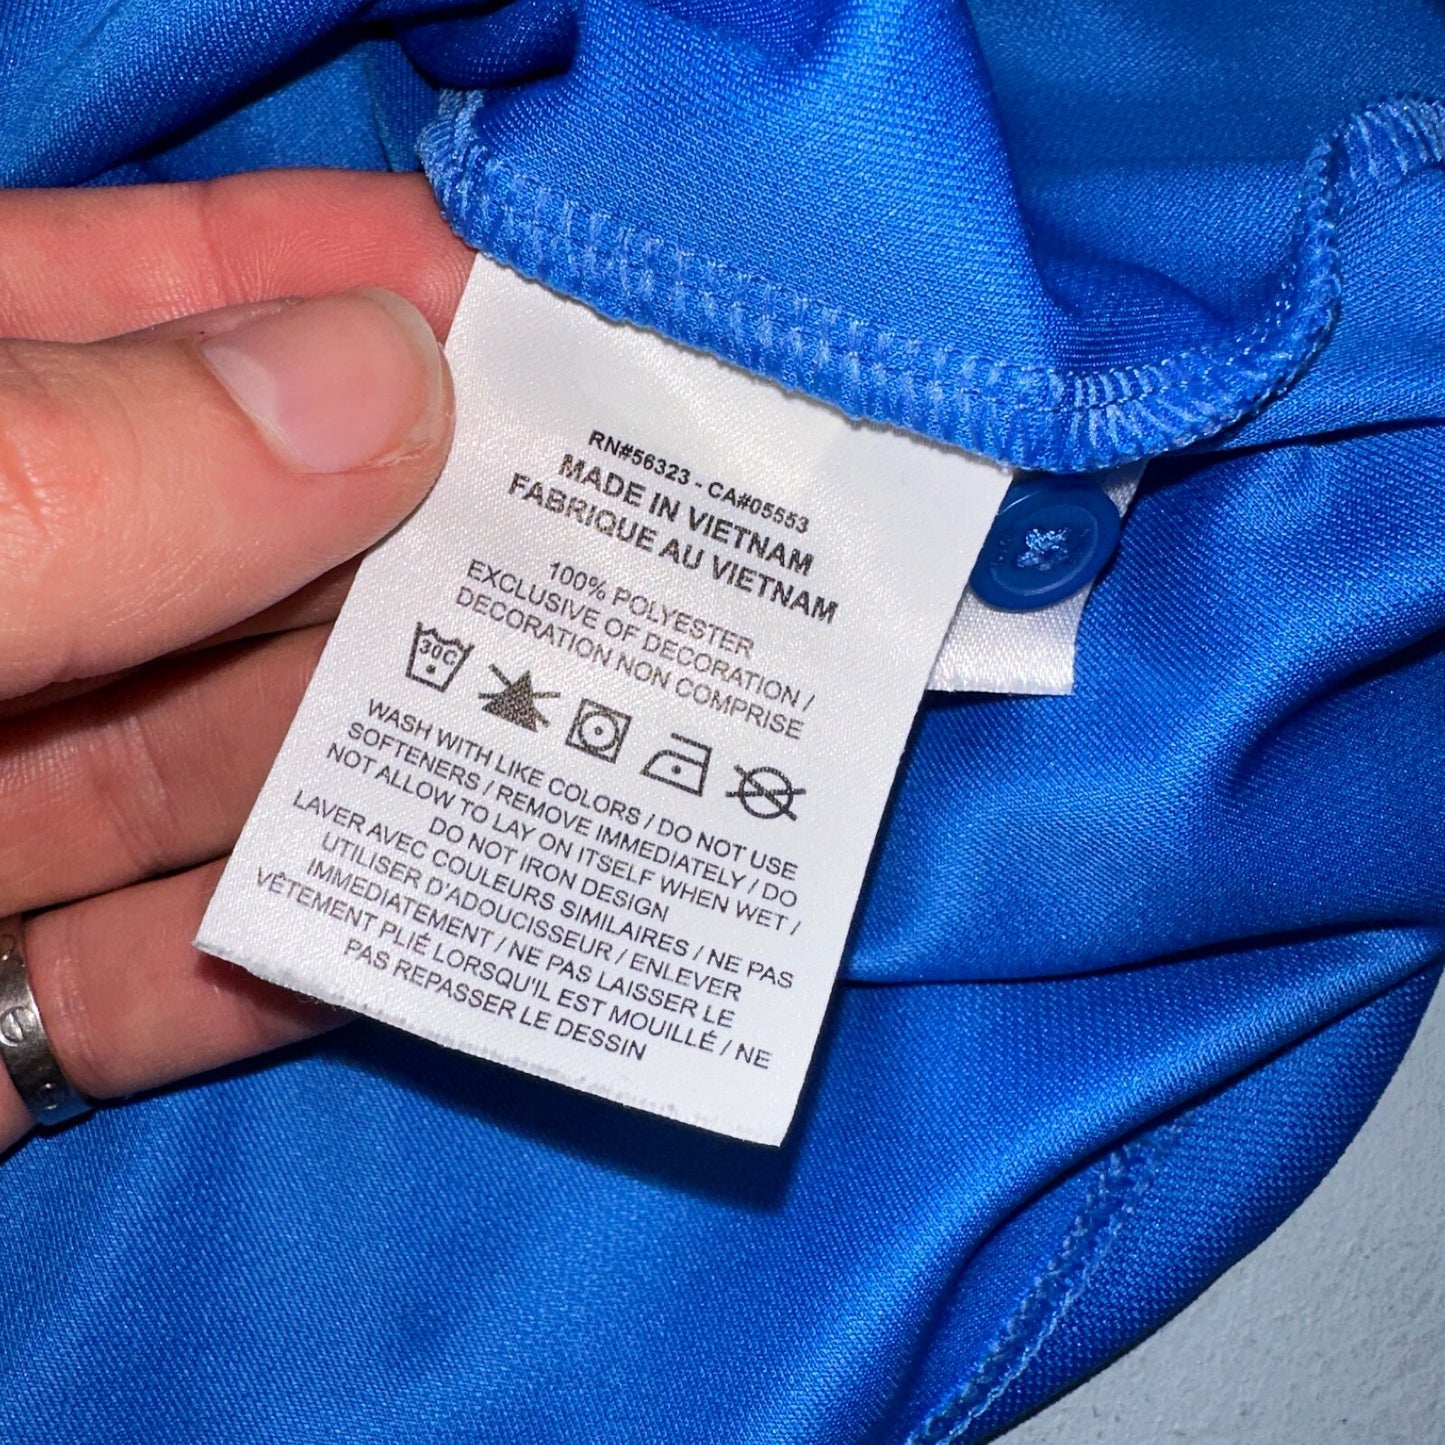 RN#56323 - CA#05553
MADE IN VIETNAM
FABRIQUE AU VIETNAM
100% POLYESTER
EXCLUSIVE OF DECORATION /
DECORATION NON COMPRISE
30C
WASH WITH LIKE COLORS / DO NOT USE
SOFTENERS / REMOVE IMMEDIATELY / DO
NOT ALLOW TO LAY ON ITSELF WHEN WET /
DO NOT IRON DESIGN
LAVER AVEC COULEURS SIMILAIRES / NE PAS
UTILISER D'ADOUCISSEUR / ENLEVER
IMMEDIATEMENT / NE PAS LAISSER LE
VÊTEMENT PLIÉ LORSQU'IL EST MOUILLÉ / NE
PAS REPASSER LE DESSIN